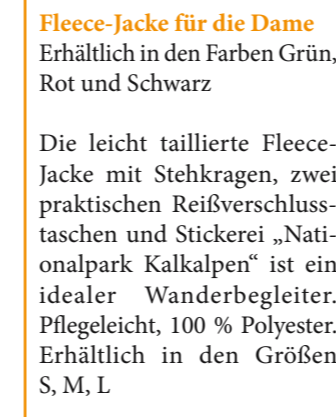 Fleece-Jacke für die Dame
Erhältlich in den Farben Grün,
Rot und Schwarz
Die leicht taillierte Fleece-
Jacke mit Stehkragen, zwei
praktischen Reißverschluss-
taschen und Stickerei „Nati-
onalpark Kalkalpen“ ist ein
idealer Wanderbegleiter.
Pflegeleicht, 100 % Polyester.
Erhältlich in den Größen
S, M, L